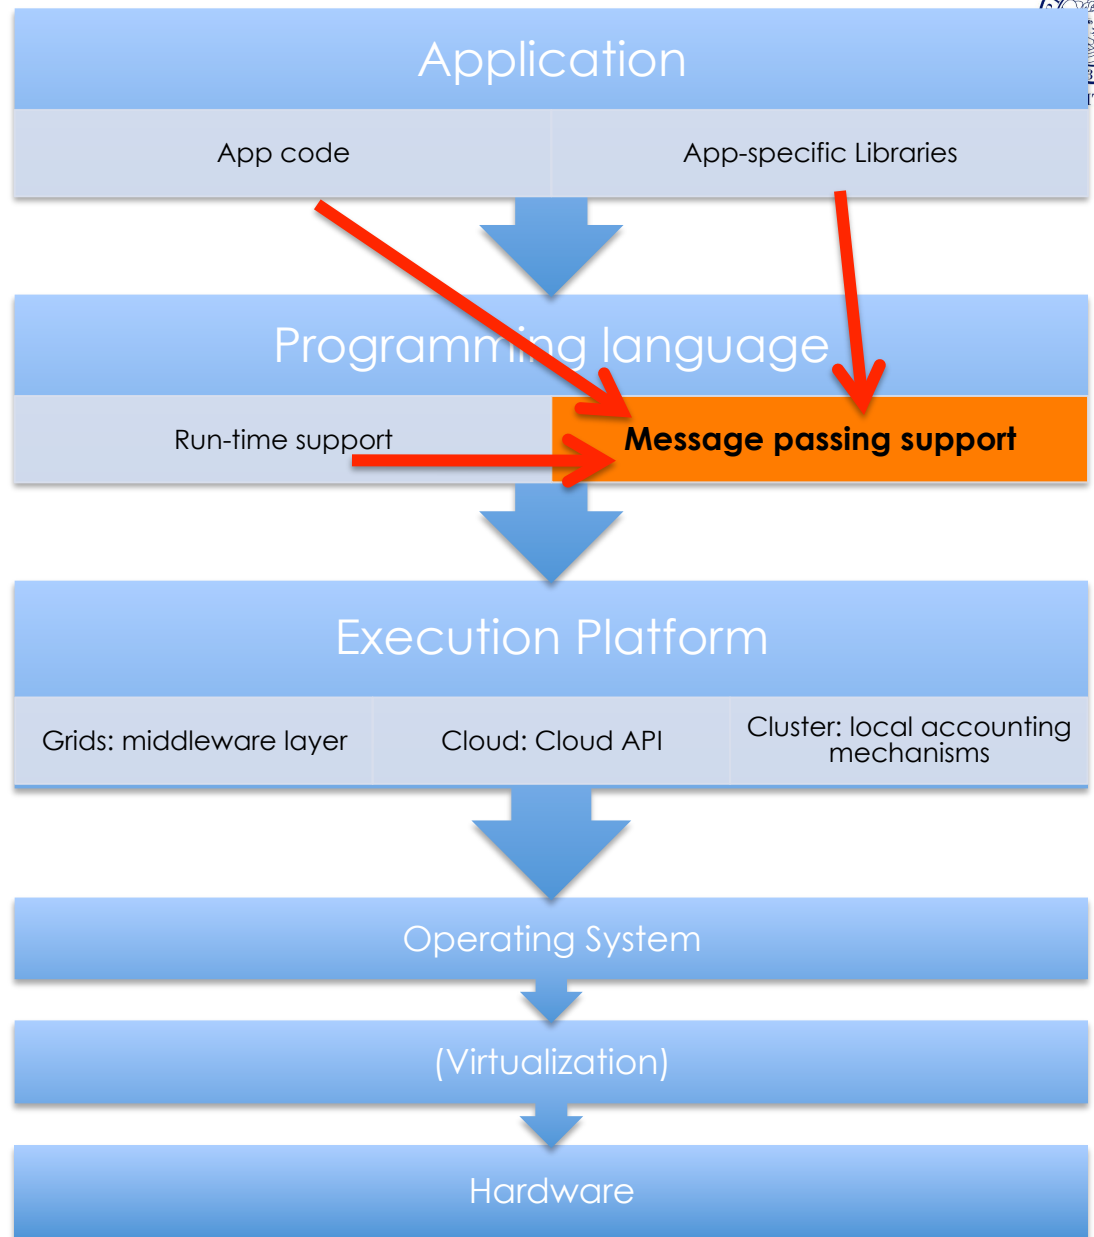 Application
App code
App-specific Libraries
Programming language
Run-time support
Message passing support
Execution Platform
Grids: middleware layer
Cloud: Cloud API
Cluster: local accounting
mechanisms
Operating System
(Virtualization)
Hardware